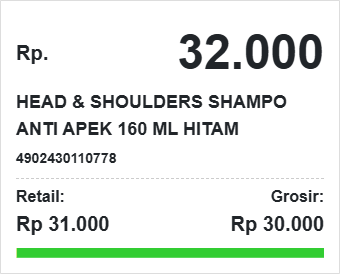 Rp. 32.000
HEAD & SHOULDERS SHAMPO
ANTI APEK 160 ML HITAM
4902430110778
Retail: Grosir:
Rp 31.000 Rp 30.000